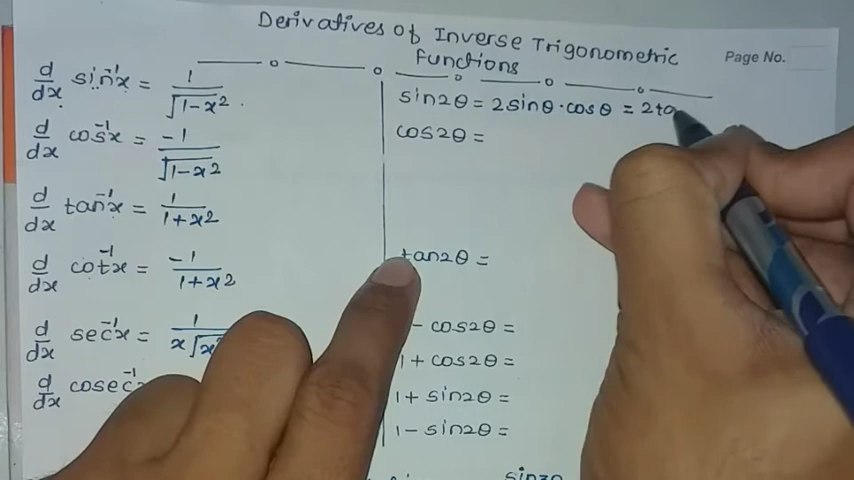 Derivatives of Inverse Trigonometric
Functions
Page No.
d/dx sin⁻¹x = 1/√1-x²
d/dx cos⁻¹x = -1/√1-x²
d/dx tan⁻¹x = 1/1+x²
d/dx cot⁻¹x = -1/1+x²
d/dx sec⁻¹x = 1/x√x²
d/dx cosec⁻¹
sin2θ = 2sinθ·cosθ = 2ta
cos2θ =
tan2θ =
- cos2θ =
1 + cos2θ =
1 + sin2θ =
1 - sin2θ =